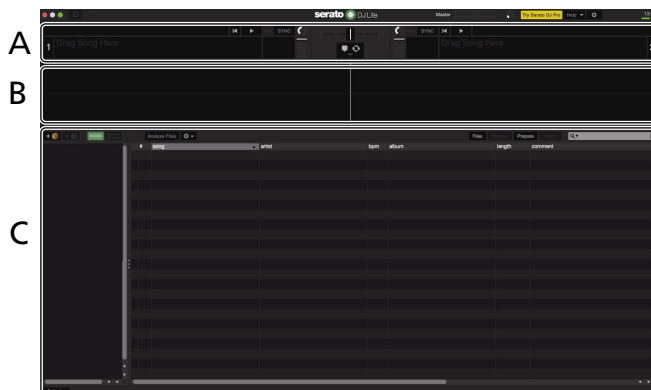 serato DJ Lite Master Try Serato DJ Pro Help
A
SYNC SYNC
1 Drag Song Here Drag Song Here
B
Analyze Files Files Prepare
# song artist bpm album length comment
C